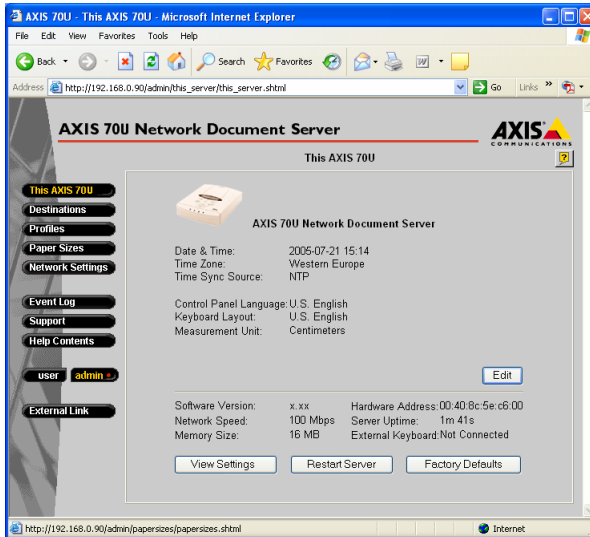 AXIS 70U - This AXIS 70U - Microsoft Internet Explorer
File Edit View Favorites Tools Help
Back Search Favorites
Address http://192.168.0.90/admin/this_server/this_server.shtml Go Links »
AXIS 70U Network Document Server
AXIS
COMMUNICATIONS
This AXIS 70U
?
This AXIS 70U
Destinations
Profiles
Paper Sizes
Network Settings
Event Log
Support
Help Contents
user admin
External Link
AXIS 70U Network Document Server
Date & Time: 2005-07-21 15:14
Time Zone: Western Europe
Time Sync Source: NTP
Control Panel Language: U.S. English
Keyboard Layout: U.S. English
Measurement Unit: Centimeters
Edit
Software Version: x.xx Hardware Address: 00:40:8c:5e:c6:00
Network Speed: 100 Mbps Server Uptime: 1m 41s
Memory Size: 16 MB External Keyboard: Not Connected
View Settings Restart Server Factory Defaults
http://192.168.0.90/admin/papersizes/papersizes.shtml Internet